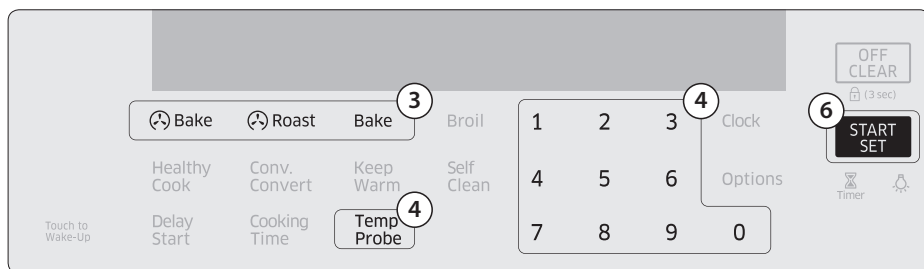 OFF
CLEAR
(3 sec)
3
4
6
Bake Roast Bake Broil 1 2 3 Clock START
SET
Healthy
Cook
Conv.
Convert
Keep
Warm
Self
Clean
4 5 6 Options
Timer
4
Touch to
Wake-Up
Delay
Start
Cooking
Time
Temp
Probe
7 8 9 0